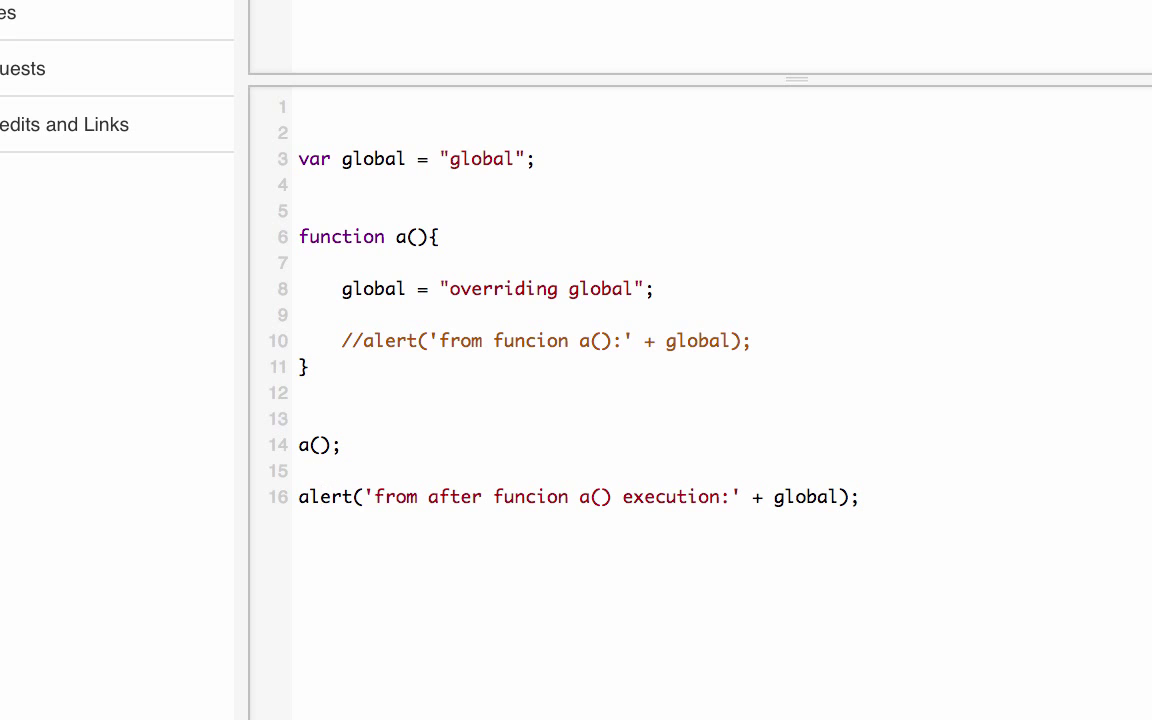 es
uests
edits and Links
1
2
3 var global = "global";
4
5
6 function a(){
7
8 global = "overriding global";
9
10 //alert('from funcion a():' + global);
11 }
12
13
14 a();
15
16 alert('from after funcion a() execution:' + global);